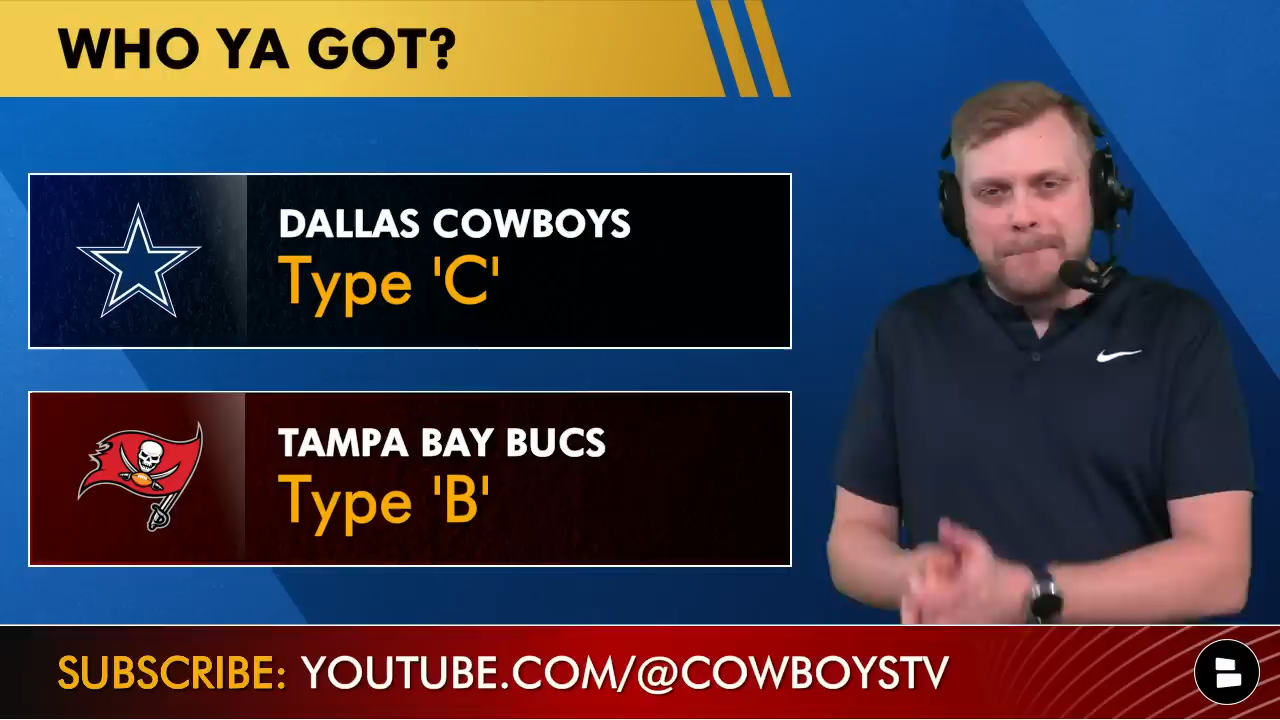 WHO YA GOT?
DALLAS COWBOYS
Type 'C'
TAMPA BAY BUCS
Type 'B'
SUBSCRIBE: YOUTUBE.COM/@COWBOYSTV